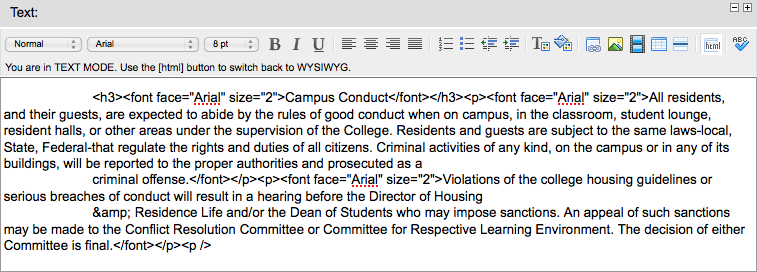 Text:
Normal Arial 8 pt B I U T html ABC
You are in TEXT MODE. Use the [html] button to switch back to WYSIWYG.
<h3><font face="Arial" size="2">Campus Conduct</font></h3><p><font face="Arial" size="2">All residents,
and their guests, are expected to abide by the rules of good conduct when on campus, in the classroom, student lounge,
resident halls, or other areas under the supervision of the College. Residents and guests are subject to the same laws-local,
State, Federal-that regulate the rights and duties of all citizens. Criminal activities of any kind, on the campus or in any of its
buildings, will be reported to the proper authorities and prosecuted as a
criminal offense.</font></p><p><font face="Arial" size="2">Violations of the college housing guidelines or
serious breaches of conduct will result in a hearing before the Director of Housing
&amp; Residence Life and/or the Dean of Students who may impose sanctions. An appeal of such sanctions
may be made to the Conflict Resolution Committee or Committee for Respective Learning Environment. The decision of either
Committee is final.</font></p><p />